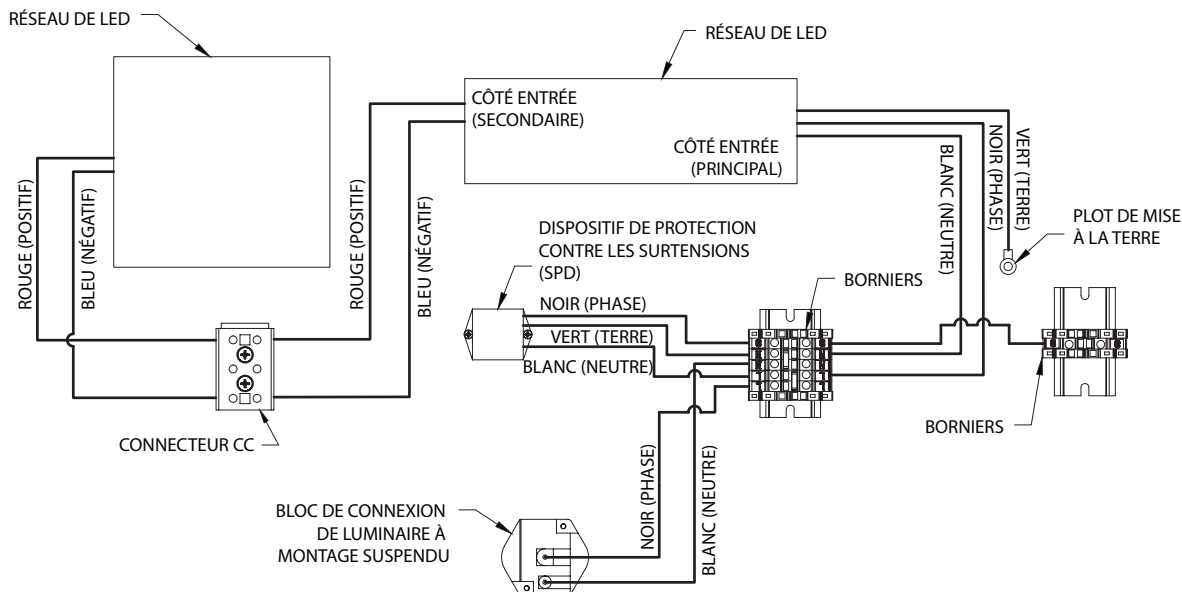 RÉSEAU DE LED
RÉSEAU DE LED
CÔTÉ ENTRÉE
(SECONDAIRE)
CÔTÉ ENTRÉE
(PRINCIPAL)
ROUGE (POSITIF)
BLEU (NÉGATIF)
ROUGE (POSITIF)
BLEU (NÉGATIF)
BLANC (NEUTRE)
NOIR (PHASE)
VERT (TERRE)
PLOT DE MISE
À LA TERRE
DISPOSITIF DE PROTECTION
CONTRE LES SURTENSIONS
(SPD)
BORNIERS
NOIR (PHASE)
VERT (TERRE)
BLANC (NEUTRE)
CONNECTEUR CC
BORNIERS
NOIR (PHASE)
BLANC (NEUTRE)
BLOC DE CONNEXION
DE LUMINAIRE À
MONTAGE SUSPENDU